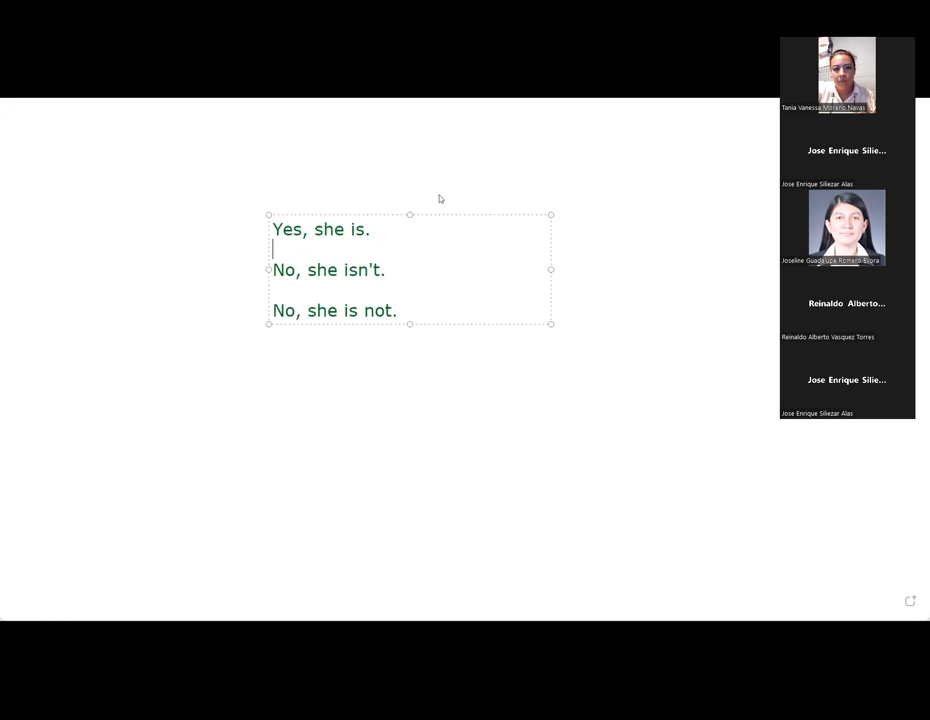 Yes, she is.
No, she isn't.
No, she is not.
Tania Vanessa Moreno Navas
Jose Enrique Silie...
Jose Enrique Siliezar Alas
Joseline Guadalupe Romero Elora
Reinaldo Alberto...
Reinaldo Alberto Vasquez Torres
Jose Enrique Silie...
Jose Enrique Siliezar Alas